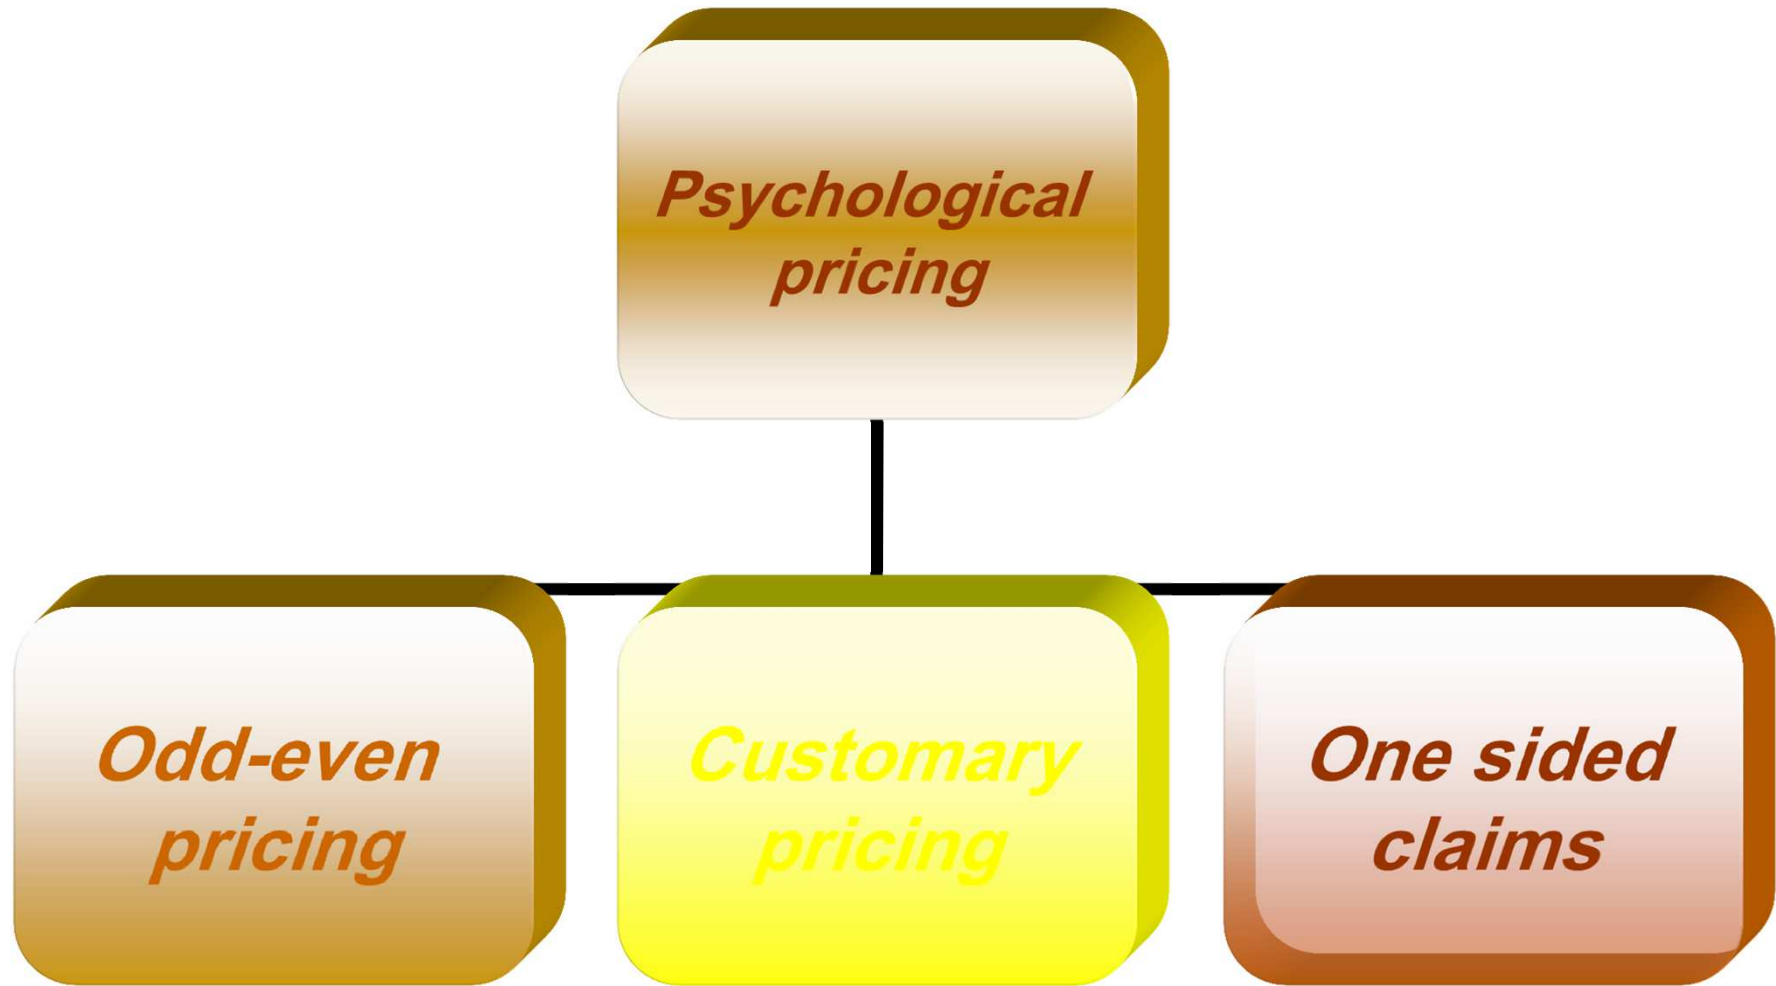 Psychological
pricing
Odd-even
pricing
Customary
pricing
One sided
claims